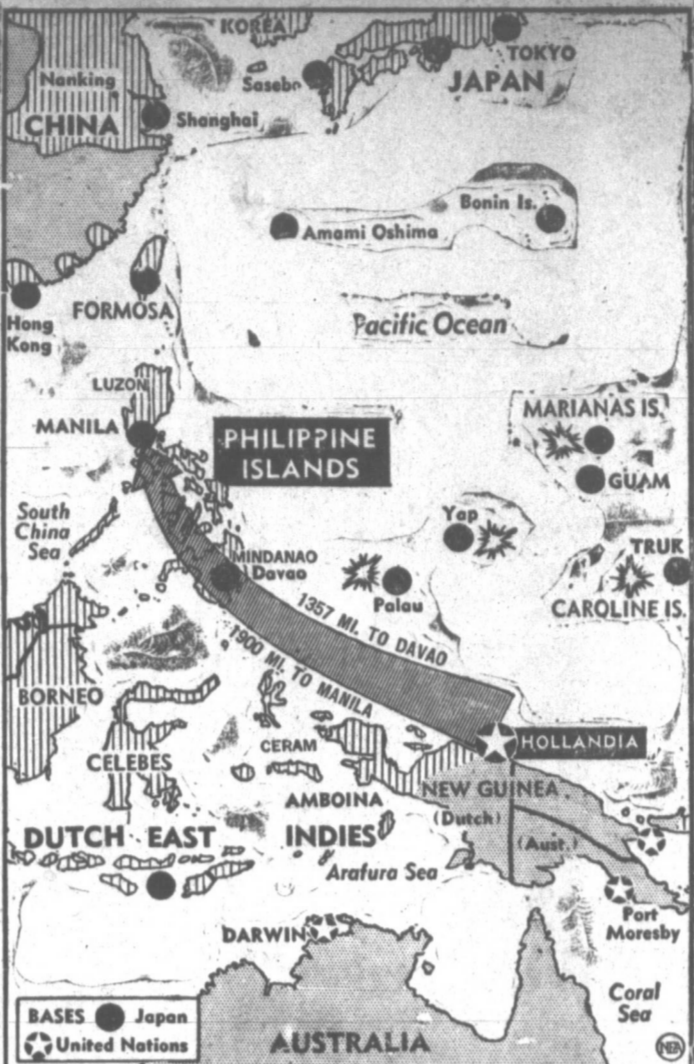 KOREA
TOKYO
JAPAN
Nanking
Sasebo
CHINA
Shanghai
Bonin Is.
Amami Oshima
FORMOSA
Hong
Kong
Pacific Ocean
LUZON
MANILA
PHILIPPINE
ISLANDS
MARIANAS IS.
GUAM
South
China
Sea
Yap
TRUK
MINDANAO
Davao
Palau
CAROLINE IS.
1357 MI. TO DAVAO
1900 MI. TO MANILA
BORNEO
HOLLANDIA
CERAM
CELEBES
NEW GUINEA
(Dutch)
AMBOINA
DUTCH EAST INDIES
(Aust.)
Arafura Sea
Port
Moresby
DARWIN
Coral
Sea
BASES Japan
United Nations
AUSTRALIA
NEA